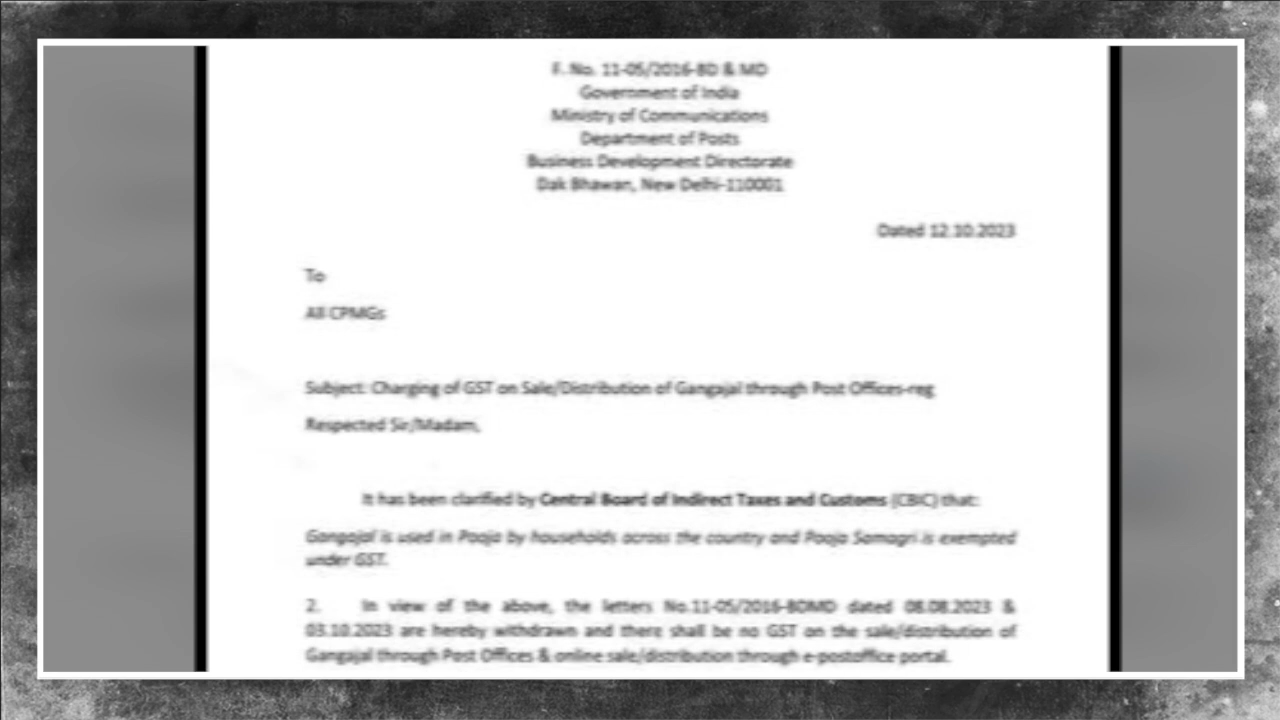 F. No. 11-05/2016-BD & MD
Government of India
Ministry of Communications
Department of Posts
Business Development Directorate
Dak Bhawan, New Delhi-110001
Dated 12.10.2023
To
All CPMGs
Subject: Charging of GST on Sale/Distribution of Gangajal through Post Offices-reg
Respected Sir/Madam,
It has been clarified by Central Board of Indirect Taxes and Customs (CBIC) that:
Gangajal is used in Pooja by households across the country and Pooja Samagri is exempted
under GST.
2. In view of the above, the letters No.11-05/2016-BDMD dated 08.08.2023 &
03.10.2023 are hereby withdrawn and there shall be no GST on the sale/distribution of
Gangajal through Post Offices & online sale/distribution through e-postoffice portal.